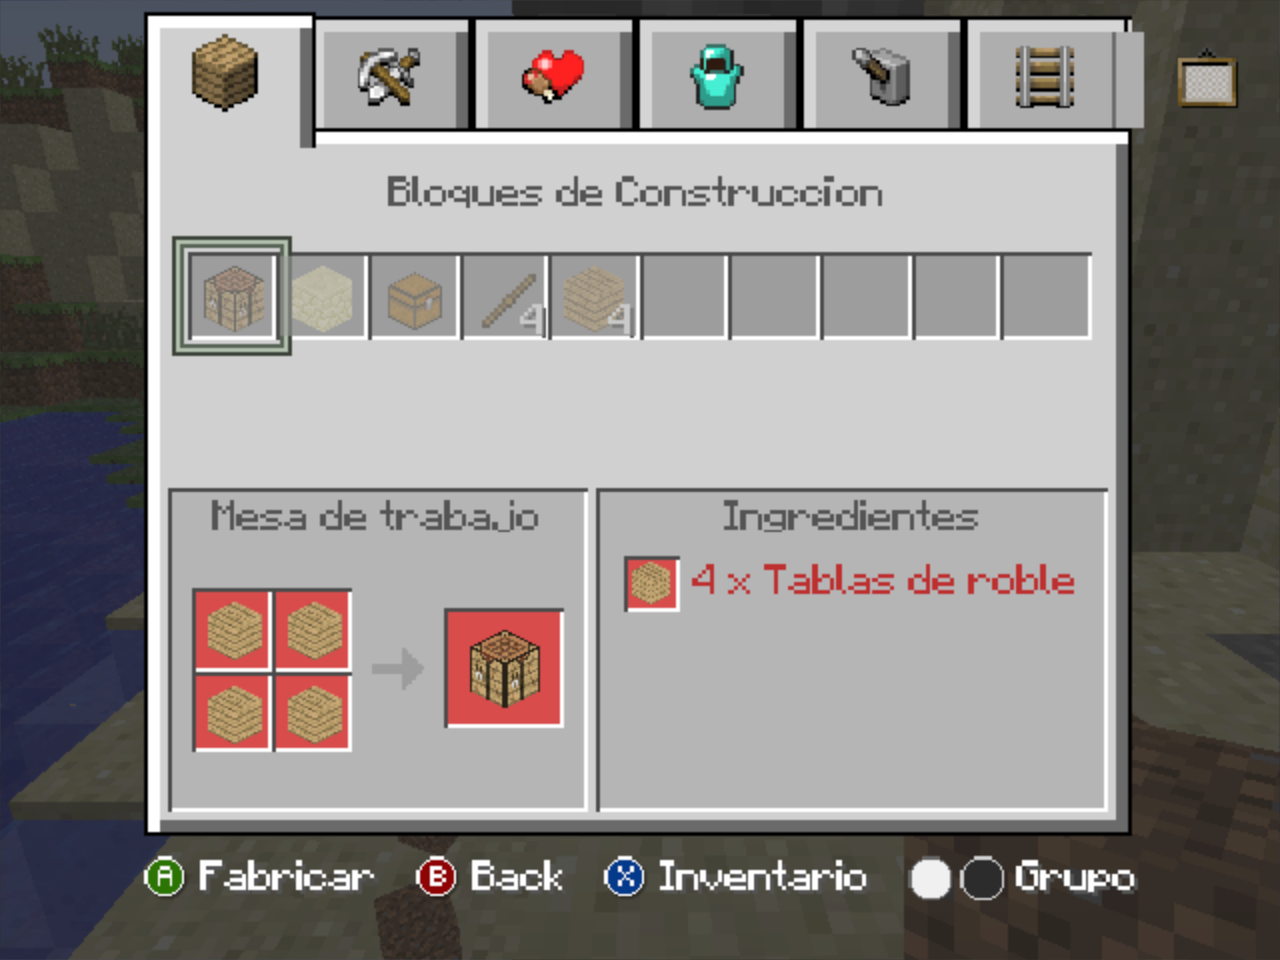 Bloques de Construccion
4
4
Mesa de trabajo
Ingredientes
4 x Tablas de roble
A Fabricar
B Back
X Inventario
Grupo